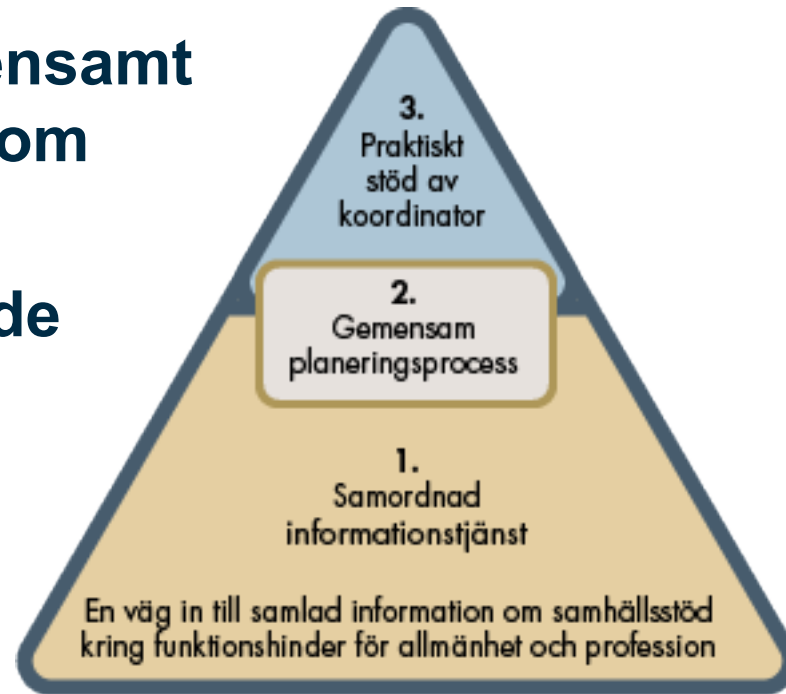 ensamt
om
de
3.
Praktiskt
stöd av
koordinator
2.
Gemensam
planeringsprocess
1.
Samordnad
informationstjänst
En väg in till samlad information om samhällsstöd
kring funktionshinder för allmänhet och profession